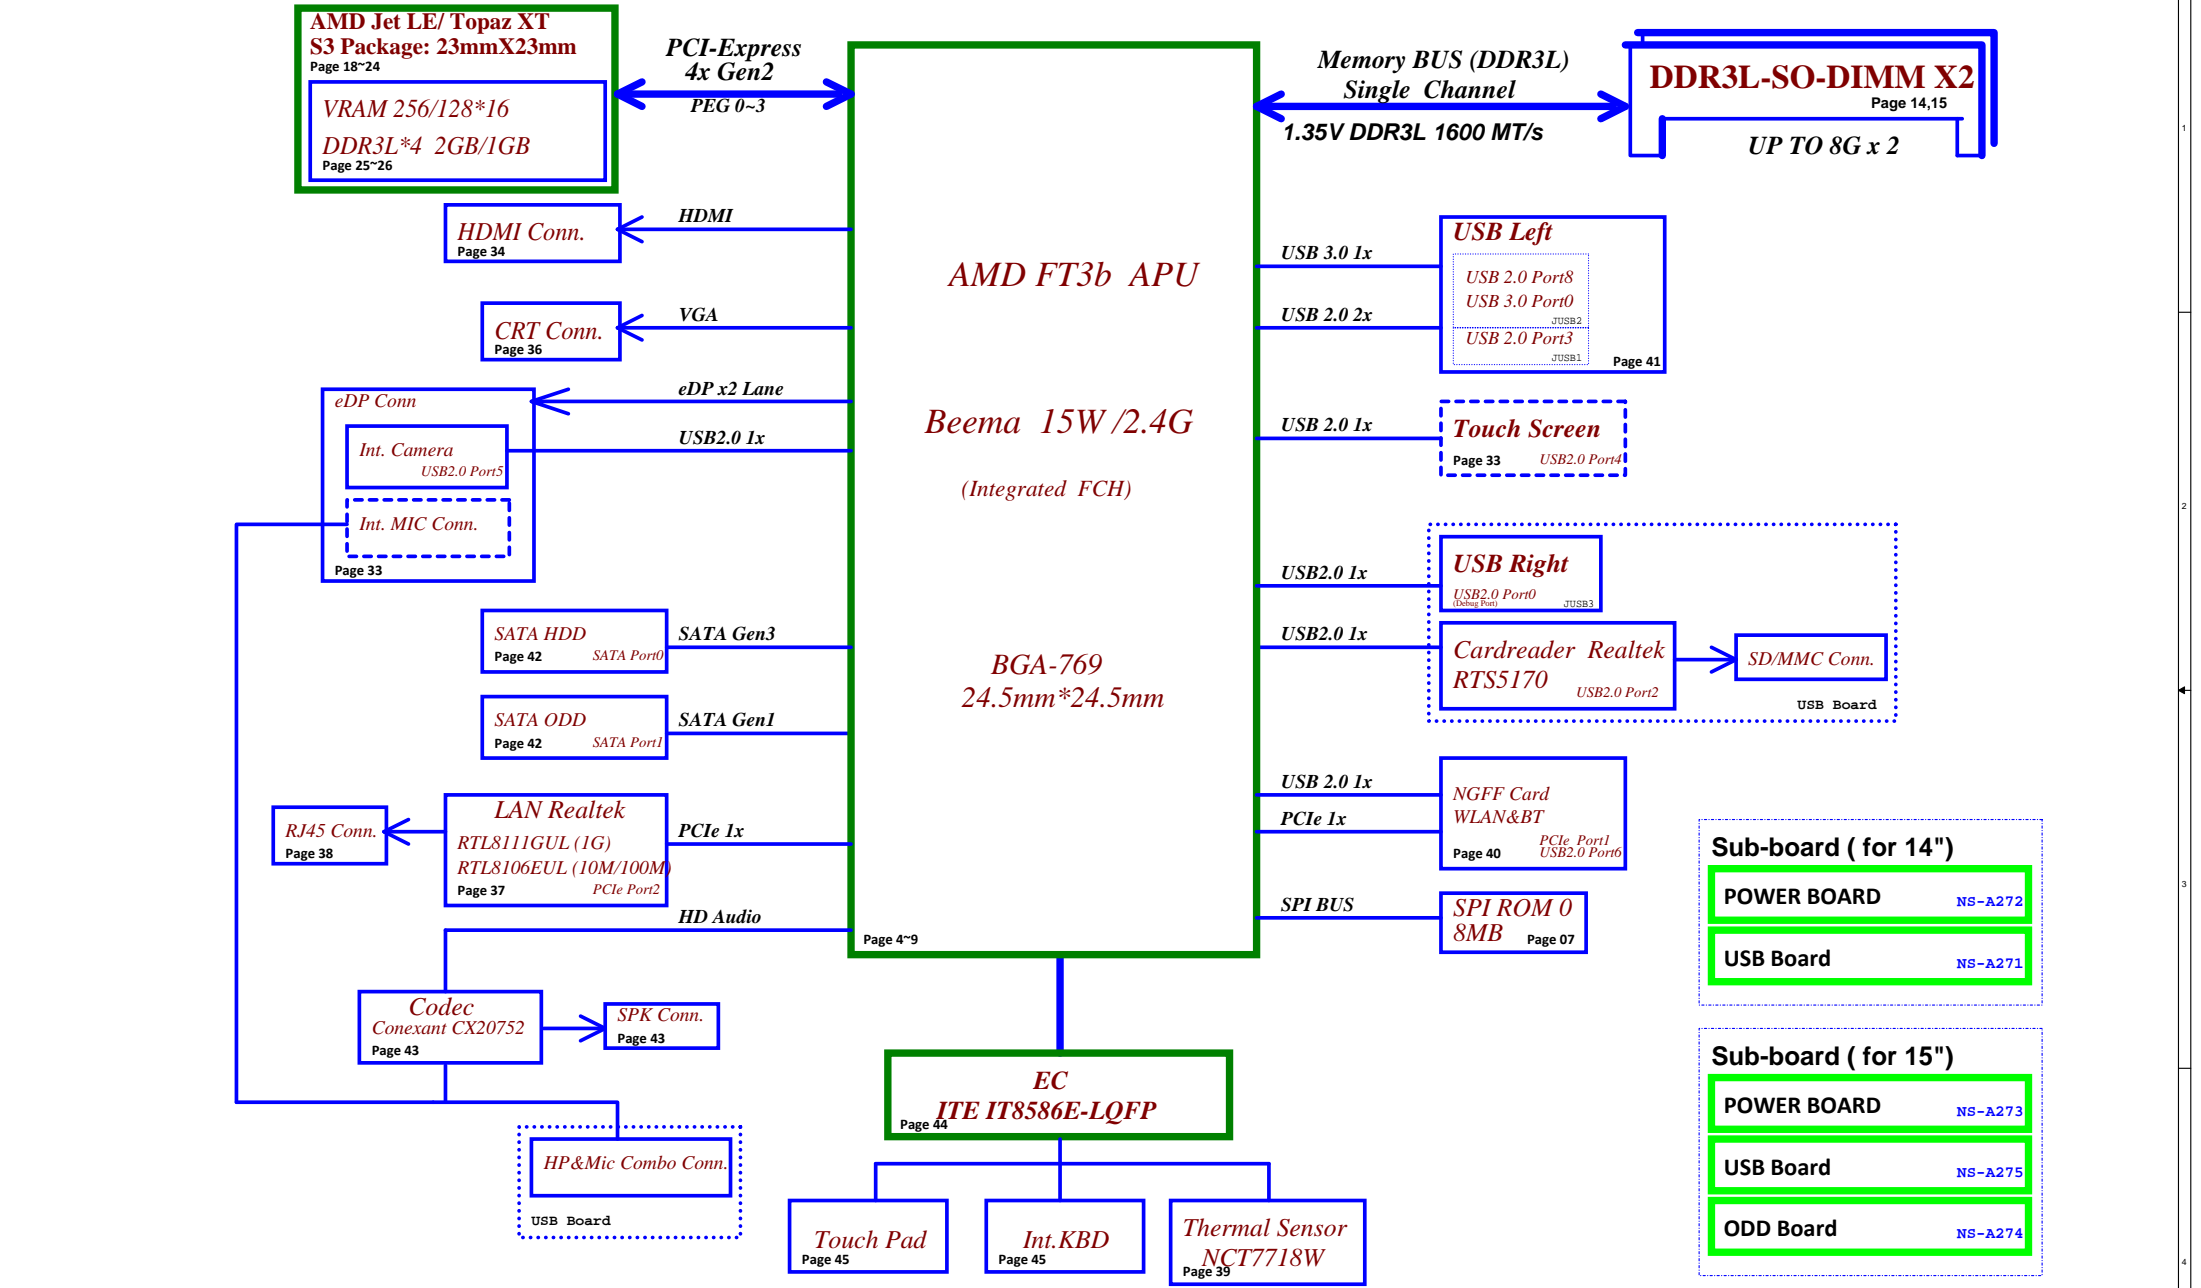 AMD Jet LE/ Topaz XT
S3 Package: 23mmX23mm
Page 18~24
VRAM 256/128*16
DDR3L*4 2GB/1GB
Page 25~26
PCI-Express
4x Gen2
PEG 0~3
HDMI Conn.
Page 34
HDMI
CRT Conn.
Page 36
VGA
eDP Conn
eDP x2 Lane
Int. Camera
USB2.0 Port5
USB2.0 1x
Int. MIC Conn.
Page 33
SATA HDD
Page 42
SATA Port0
SATA Gen3
SATA ODD
Page 42
SATA Port1
SATA Gen1
RJ45 Conn.
Page 38
LAN Realtek
RTL8111GUL (1G)
RTL8106EUL (10M/100M)
Page 37
PCIe Port2
PCIe 1x
HD Audio
Codec
Conexant CX20752
Page 43
SPK Conn.
Page 43
HP&Mic Combo Conn.
USB Board
AMD FT3b APU
Beema 15W /2.4G
(Integrated FCH)
BGA-769
24.5mm*24.5mm
Page 4~9
EC
ITE IT8586E-LQFP
Page 44
Touch Pad
Page 45
Int.KBD
Page 45
Thermal Sensor
NCT7718W
Page 39
Memory BUS (DDR3L)
Single Channel
1.35V DDR3L 1600 MT/s
DDR3L-SO-DIMM X2
Page 14,15
UP TO 8G x 2
USB 3.0 1x
USB 2.0 2x
USB Left
USB 2.0 Port8
USB 3.0 Port0
JUSB2
USB 2.0 Port3
JUSB1
Page 41
USB 2.0 1x
Touch Screen
Page 33
USB2.0 Port4
USB2.0 1x
USB Right
USB2.0 Port0
(Debug Port)
JUSB3
USB2.0 1x
Cardreader Realtek
RTS5170
USB2.0 Port2
SD/MMC Conn.
USB Board
USB 2.0 1x
PCIe 1x
NGFF Card
WLAN&BT
PCIe Port1
USB2.0 Port6
Page 40
SPI BUS
SPI ROM 0
8MB
Page 07
Sub-board ( for 14")
POWER BOARD
NS-A272
USB Board
NS-A271
Sub-board ( for 15")
POWER BOARD
NS-A273
USB Board
NS-A275
ODD Board
NS-A274
1
2
3
4